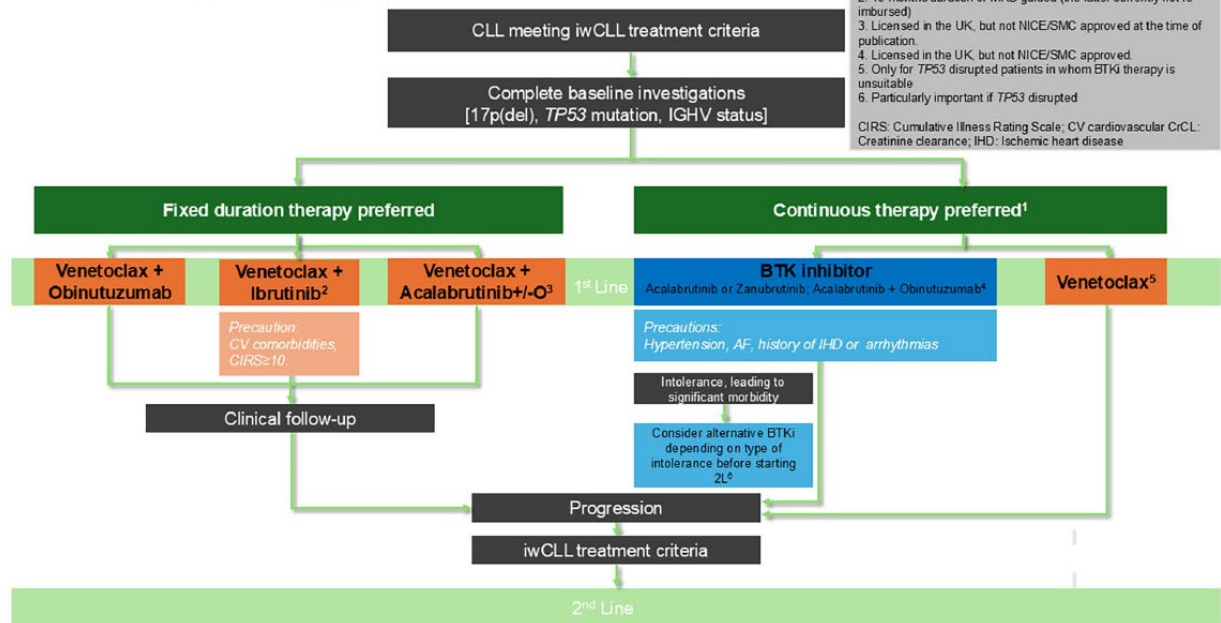 imbursed)
3. Licensed in the UK, but not NICE/SMC approved at the time of
publication.
4. Licensed in the UK, but not NICE/SMC approved.
5. Only for TP53 disrupted patients in whom BTKi therapy is
unsuitable
6. Particularly important if TP53 disrupted
CIRS: Cumulative Illness Rating Scale; CV cardiovascular CrCL:
Creatinine clearance; IHD: Ischemic heart disease
CLL meeting iwCLL treatment criteria
Complete baseline investigations
[17p(del), TP53 mutation, IGHV status]
Fixed duration therapy preferred
Continuous therapy preferred¹
Venetoclax +
Obinutuzumab
Venetoclax +
Ibrutinib²
Venetoclax +
Acalabrutinib+/-O³
1st Line
BTK inhibitor
Acalabrutinib or Zanubrutinib; Acalabrutinib + Obinutuzumab⁴
Venetoclax⁵
Precaution:
CV comorbidities,
CIRS≥10.
Precautions:
Hypertension, AF, history of IHD or arrhythmias
Intolerance, leading to
significant morbidity
Clinical follow-up
Consider alternative BTKi
depending on type of
intolerance before starting
2L⁶
Progression
iwCLL treatment criteria
2nd Line